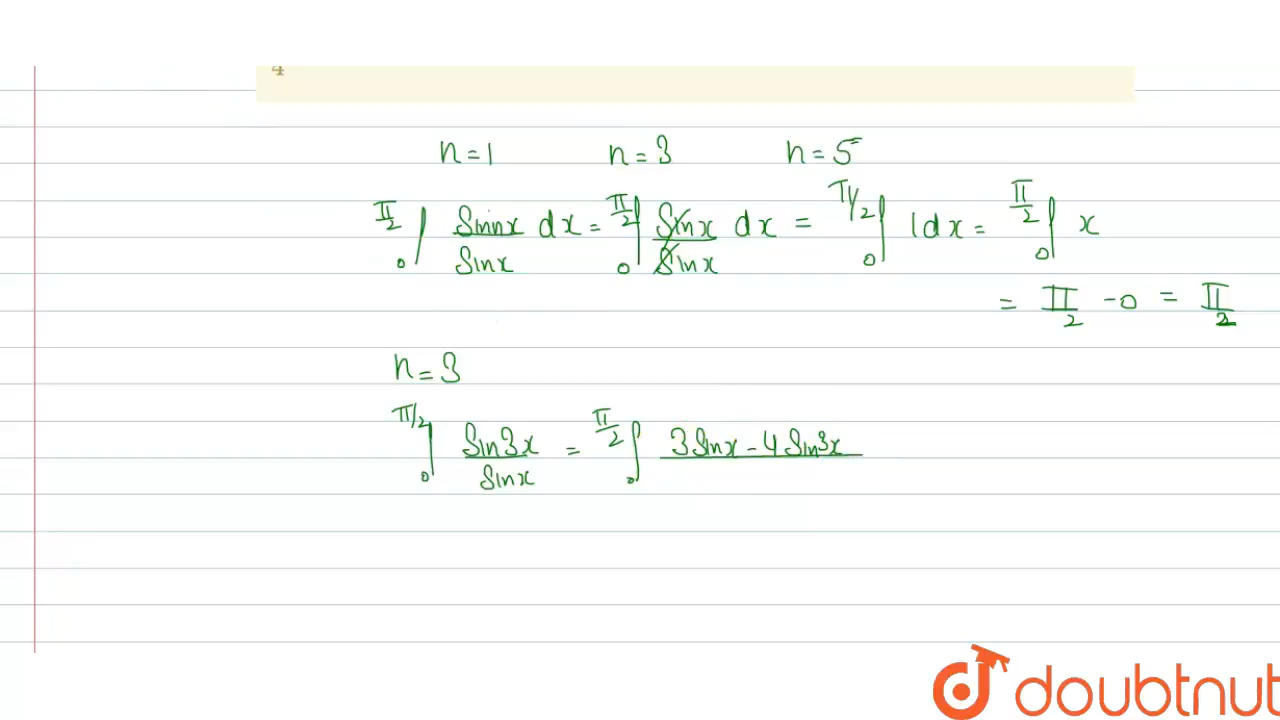 4
n=1 n=3 n=5
π/2 ∫ 0 Sinnx/Sinx dx = π/2 ∫ 0 Sinx/Sinx dx = π/2 ∫ 0 1dx = π/2 ∫ 0 x
= π/2 -0 = π/2
n=3
π/2 ∫ 0 Sin3x/Sinx = π/2 ∫ 0 3Sinx-4Sin³x
doubtnut